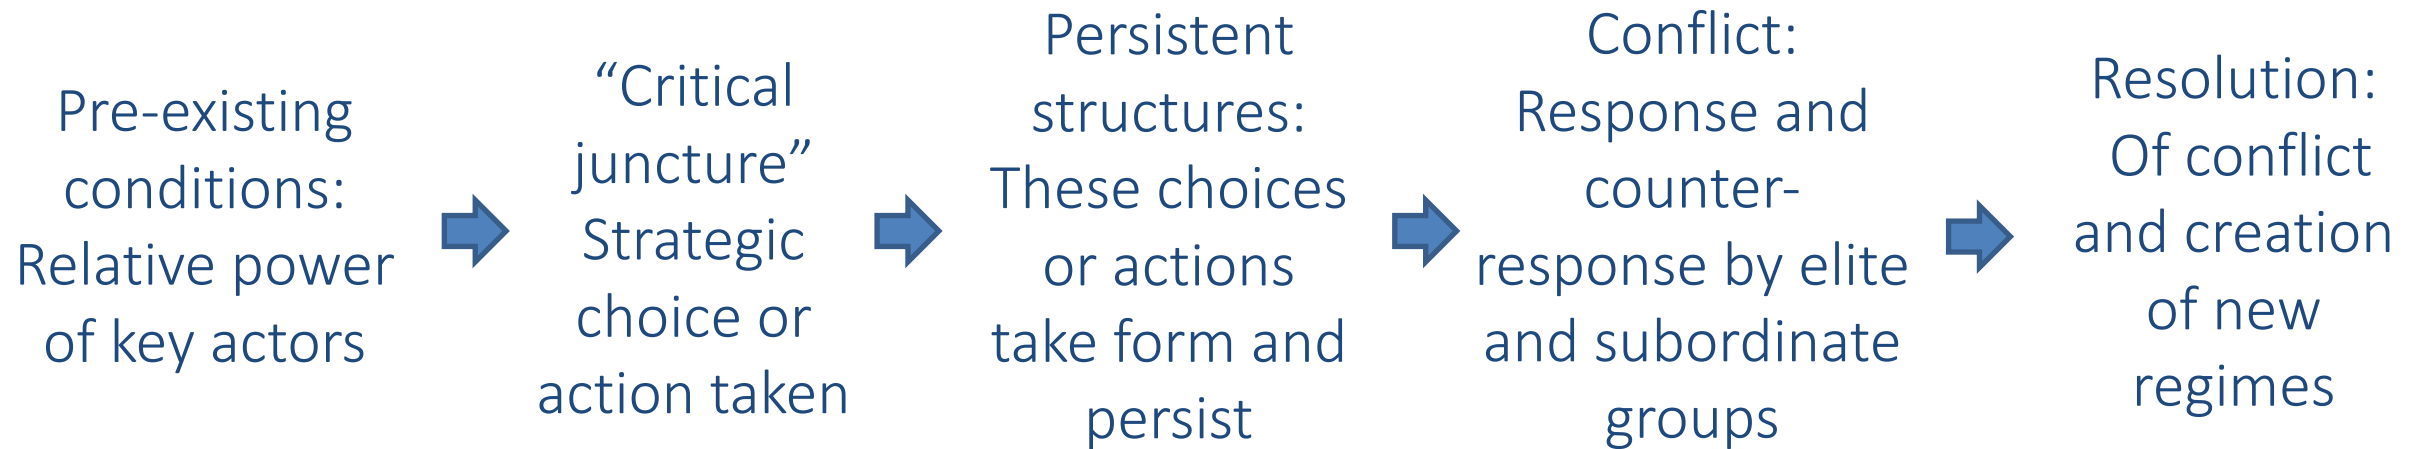 Pre-existing
conditions:
Relative power
of key actors
“Critical
juncture”
Strategic
choice or
action taken
Persistent
structures:
These choices
or actions
take form and
persist
Conflict:
Response and
counter-
response by elite
and subordinate
groups
Resolution:
Of conflict
and creation
of new
regimes